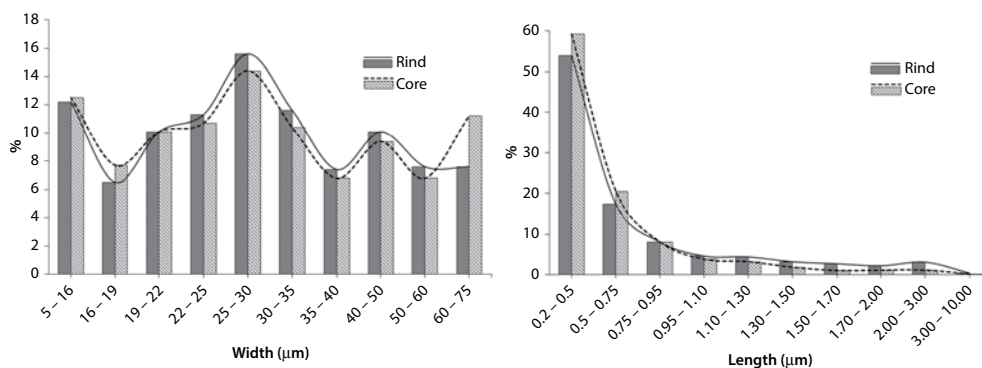 18
16
14
12
10
8
6
4
2
0
%
Rind
Core
5 – 16
16 – 19
19 – 22
22 – 25
25 – 30
30 – 35
35 – 40
40 – 50
50 – 60
60 – 75
Width (μm)
60
50
40
30
20
10
0
%
Rind
Core
0.2 – 0.5
0.5 – 0.75
0.75 – 0.95
0.95 – 1.10
1.10 – 1.30
1.30 – 1.50
1.50 – 1.70
1.70 – 2.00
2.00 – 3.00
3.00 – 10.00
Length (μm)